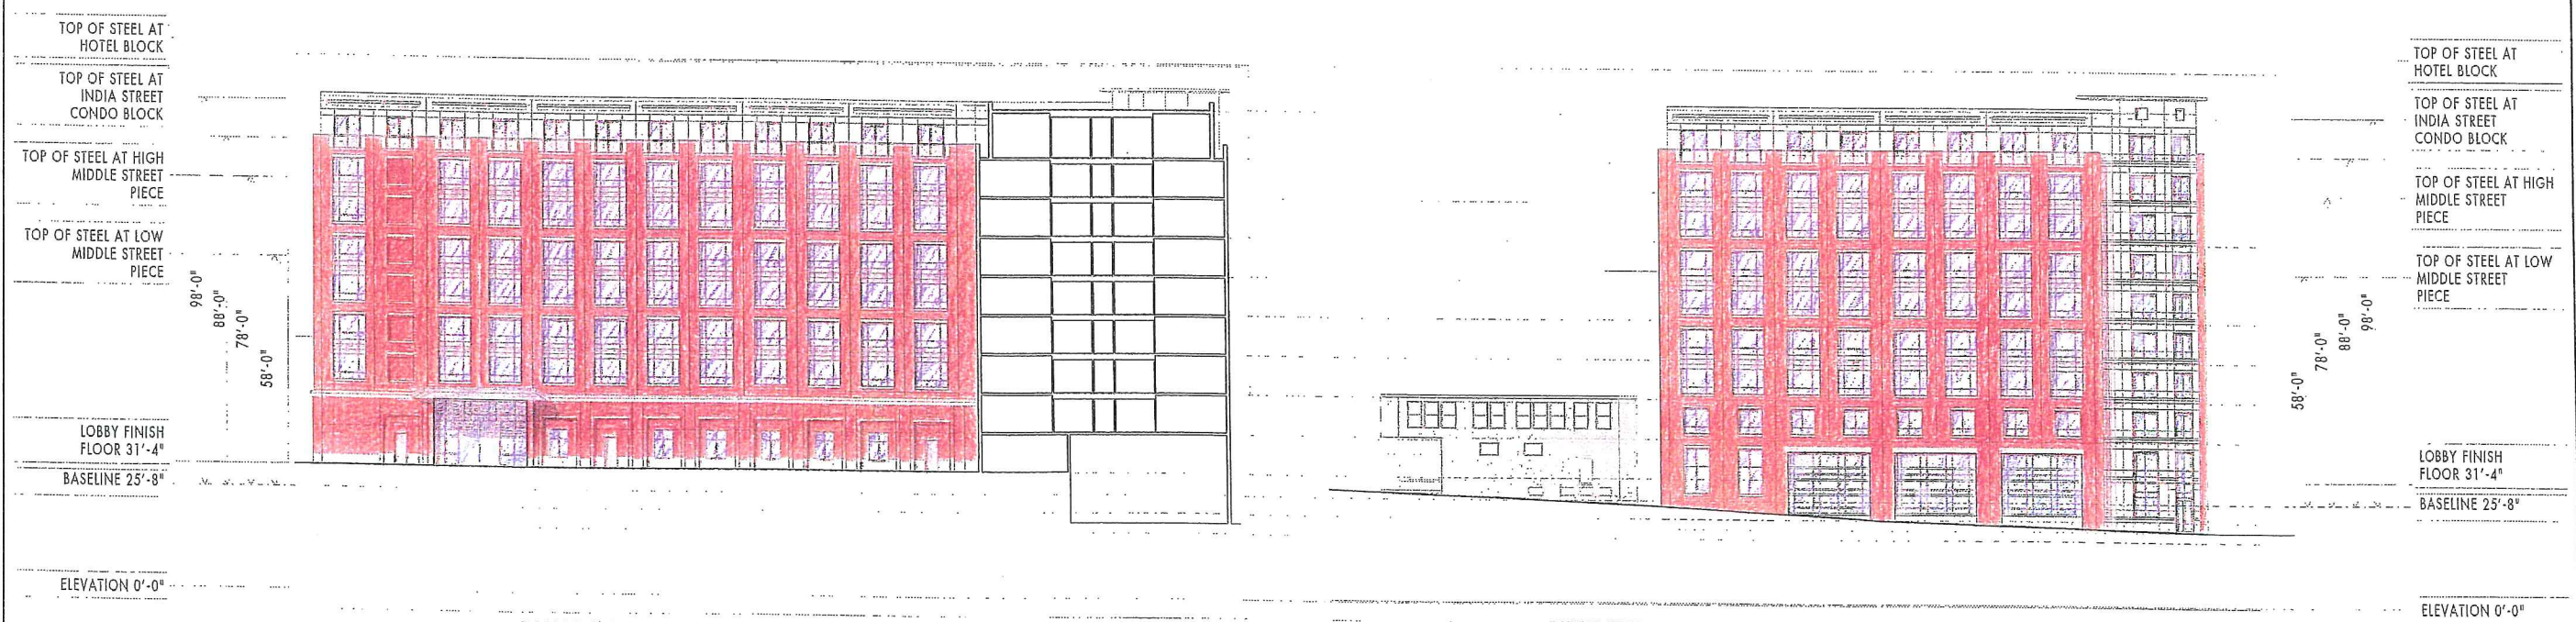 TOP OF STEEL AT
HOTEL BLOCK
TOP OF STEEL AT
INDIA STREET
CONDO BLOCK
TOP OF STEEL AT HIGH
MIDDLE STREET
PIECE
TOP OF STEEL AT LOW
MIDDLE STREET
PIECE
98'-0"
88'-0"
78'-0"
58'-0"
LOBBY FINISH
FLOOR 31'-4"
BASELINE 25'-8"
ELEVATION 0'-0"
TOP OF STEEL AT
HOTEL BLOCK
TOP OF STEEL AT
INDIA STREET
CONDO BLOCK
TOP OF STEEL AT HIGH
MIDDLE STREET
PIECE
TOP OF STEEL AT LOW
MIDDLE STREET
PIECE
58'-0"
78'-0"
88'-0"
98'-0"
LOBBY FINISH
FLOOR 31'-4"
BASELINE 25'-8"
ELEVATION 0'-0"